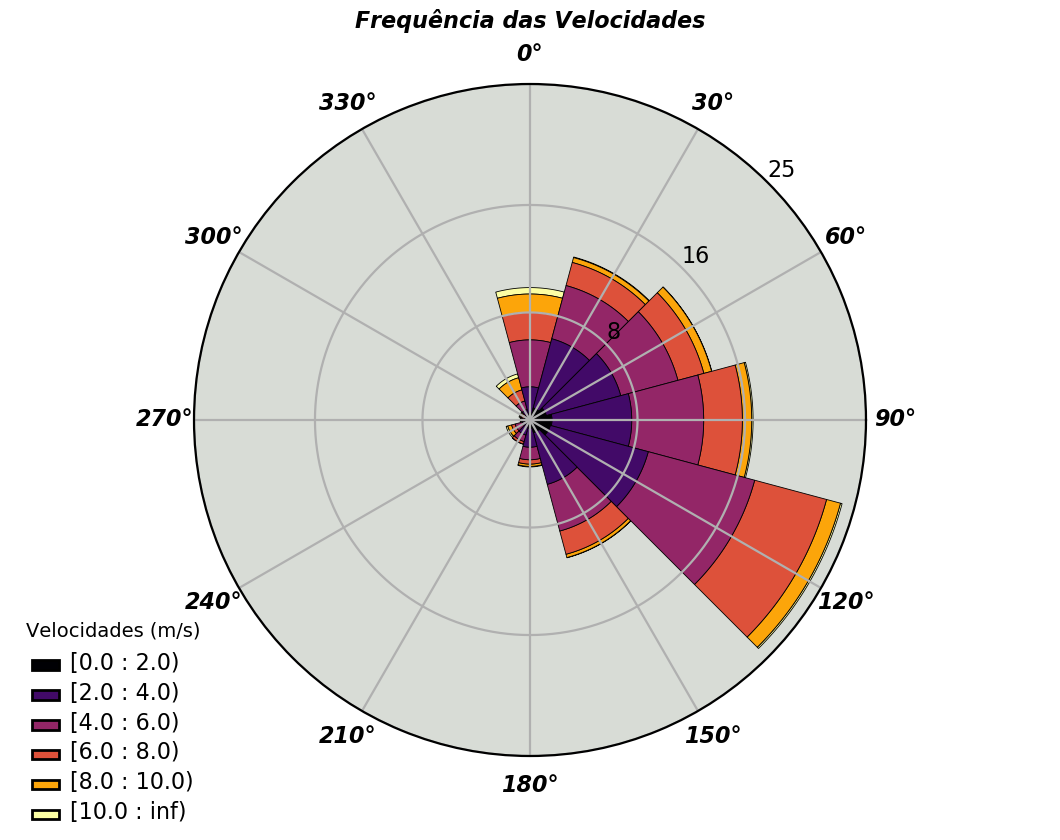 Frequência das Velocidades
0°
330°
30°
25
300°
60°
16
8
270°
90°
240°
120°
210°
150°
180°
Velocidades (m/s)
[0.0 : 2.0)
[2.0 : 4.0)
[4.0 : 6.0)
[6.0 : 8.0)
[8.0 : 10.0)
[10.0 : inf)